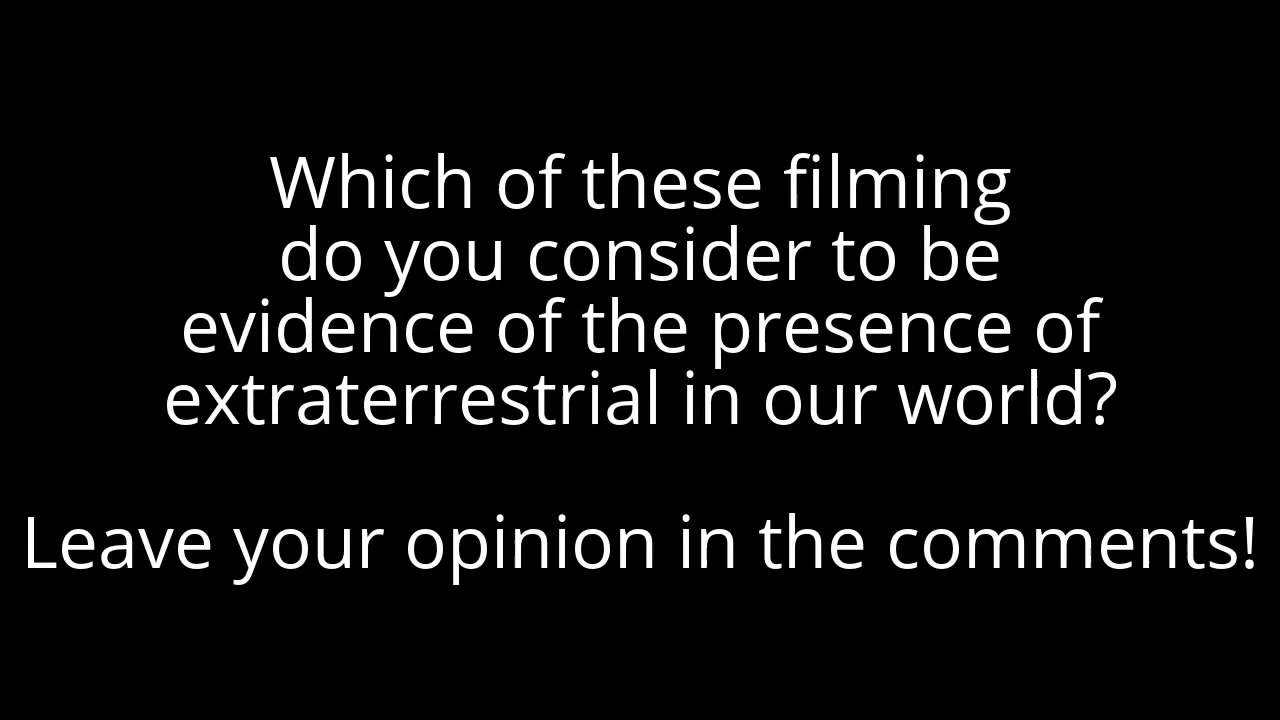 Which of these filming
do you consider to be
evidence of the presence of
extraterrestrial in our world?
Leave your opinion in the comments!